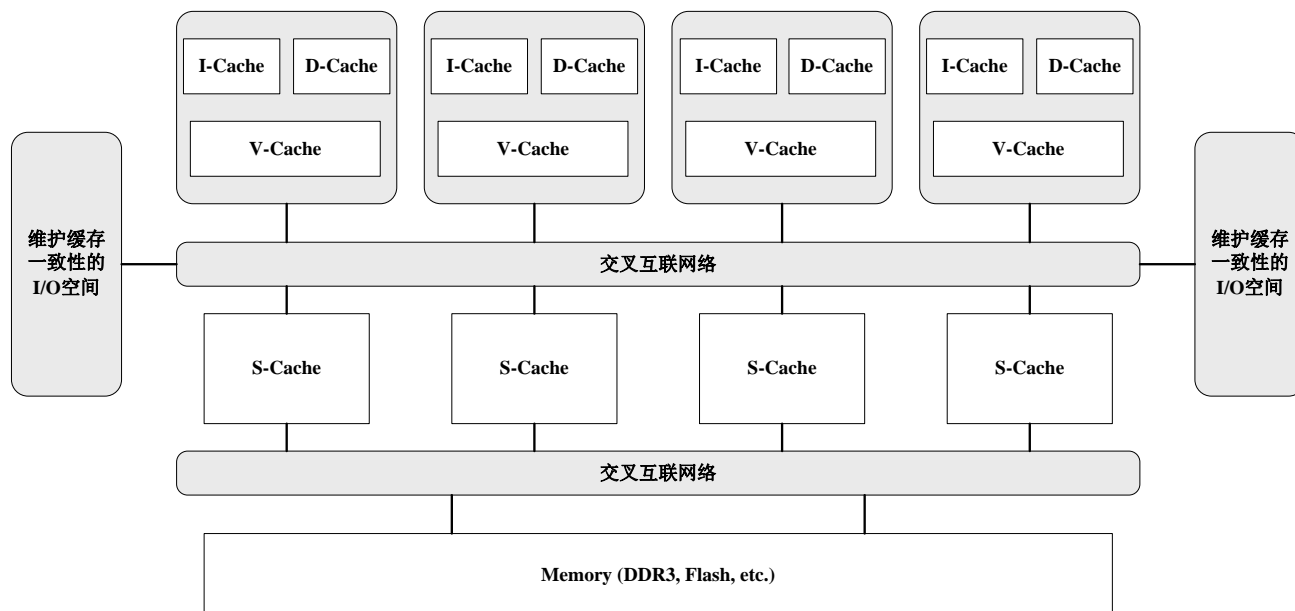 I-Cache D-Cache I-Cache D-Cache I-Cache D-Cache I-Cache D-Cache
V-Cache V-Cache V-Cache V-Cache
维护缓存
一致性的
I/O空间
交叉互联网络
维护缓存
一致性的
I/O空间
S-Cache S-Cache S-Cache S-Cache
交叉互联网络
Memory (DDR3, Flash, etc.)